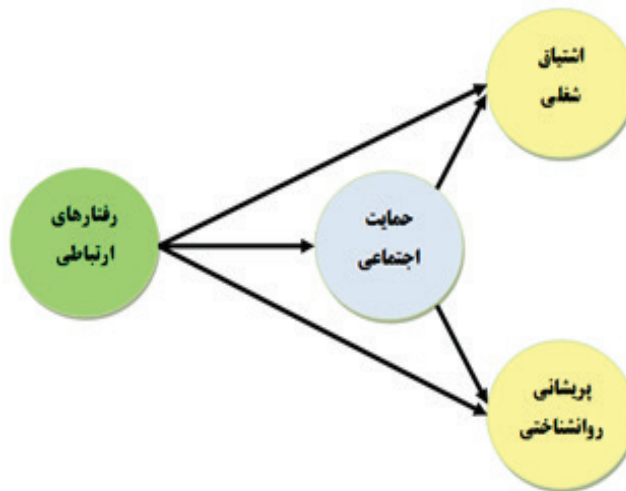 اشتیاق
شغلی
رفتارهای
ارتباطی
حمایت
اجتماعی
پریشانی
روانشناختی